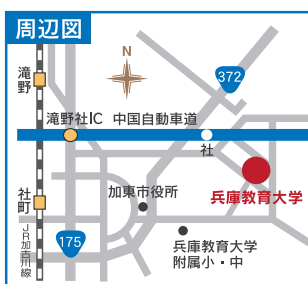 周辺図
N
372
滝野
滝野社IC
中国自動車道
社
社町
加東市役所
兵庫教育大学
JR加古川線
175
兵庫教育大学
附属小・中